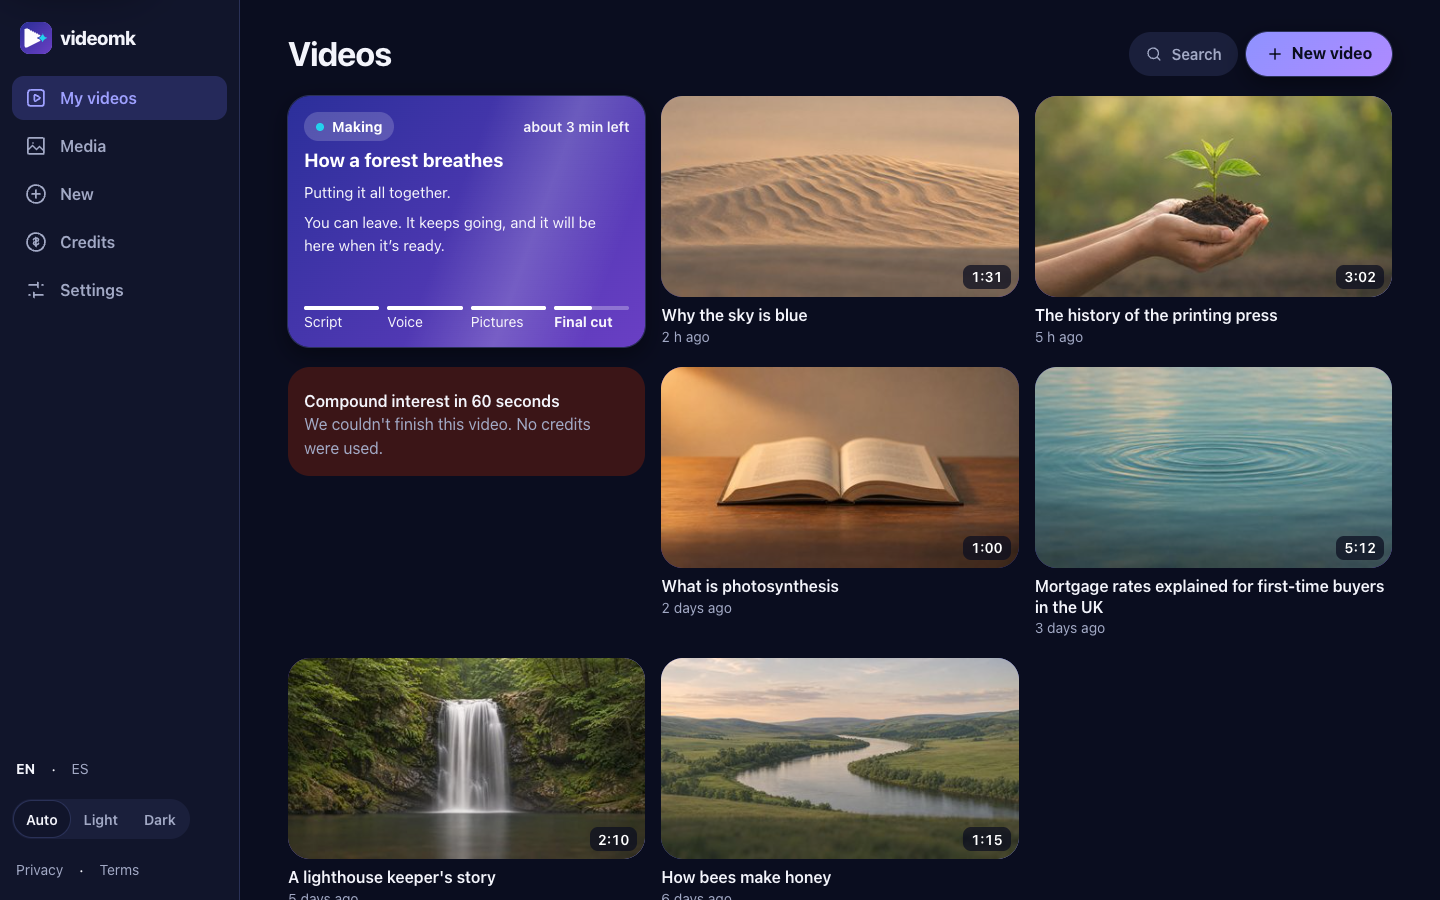 videomk
My videos
Media
New
Credits
Settings
EN · ES
Auto Light Dark
Privacy · Terms
Videos
Search
+ New video
Making
about 3 min left
How a forest breathes
Putting it all together.
You can leave. It keeps going, and it will be
here when it’s ready.
Script Voice Pictures Final cut
1:31
Why the sky is blue
2 h ago
3:02
The history of the printing press
5 h ago
Compound interest in 60 seconds
We couldn't finish this video. No credits
were used.
1:00
What is photosynthesis
2 days ago
5:12
Mortgage rates explained for first-time buyers
in the UK
3 days ago
2:10
A lighthouse keeper's story
5 days ago
1:15
How bees make honey
6 days ago